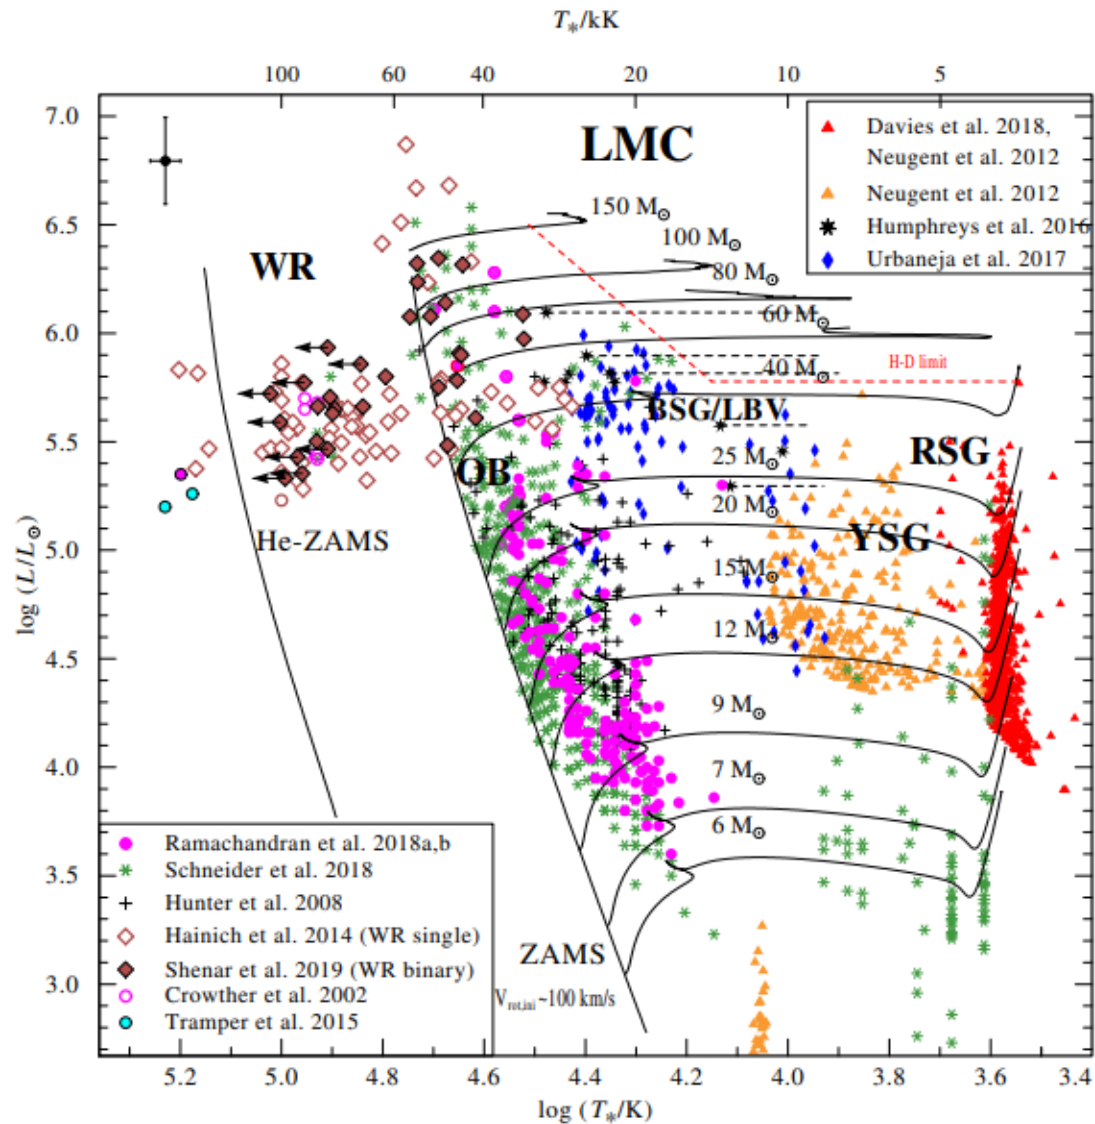 T*/kK
100 60 40 20 10 5
LMC
Davies et al. 2018,
Neugent et al. 2012
Neugent et al. 2012
Humphreys et al. 2016
Urbaneja et al. 2017
7.0
6.5
6.0
5.5
5.0
4.5
4.0
3.5
3.0
log (L/L⊙)
WR
150 M⊙
100 M⊙
80 M⊙
60 M⊙
H-D limit
40 M⊙
BSG/LBV
RSG
25 M⊙
OB
20 M⊙
He-ZAMS
YSG
15 M⊙
12 M⊙
9 M⊙
7 M⊙
6 M⊙
Ramachandran et al. 2018a,b
Schneider et al. 2018
Hunter et al. 2008
Hainich et al. 2014 (WR single)
Shenar et al. 2019 (WR binary)
Crowther et al. 2002
Tramper et al. 2015
ZAMS
Vrot,ini ~100 km/s
5.2 5.0 4.8 4.6 4.4 4.2 4.0 3.8 3.6 3.4
log (T*/K)